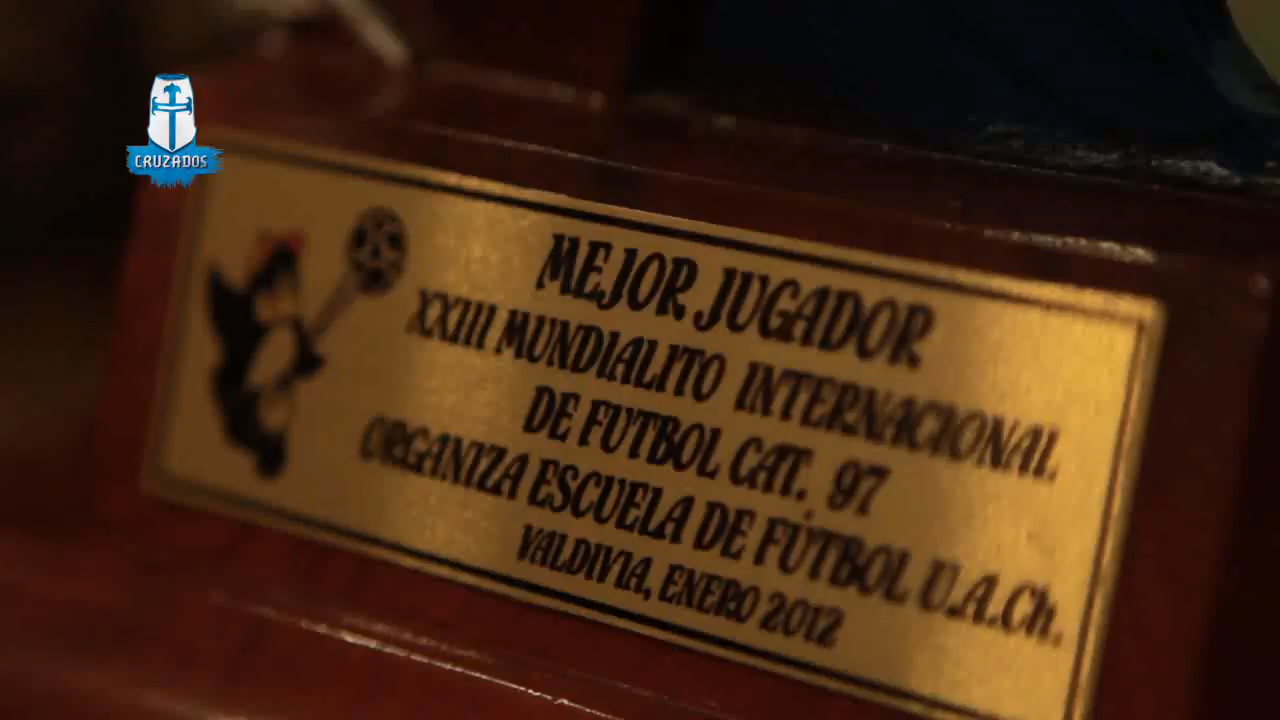 CRUZADOS
MEJOR JUGADOR
XXIII MUNDIALITO INTERNACIONAL
DE FUTBOL CAT. 97
ORGANIZA ESCUELA DE FÚTBOL U.A.Ch.
VALDIVIA, ENERO 2012